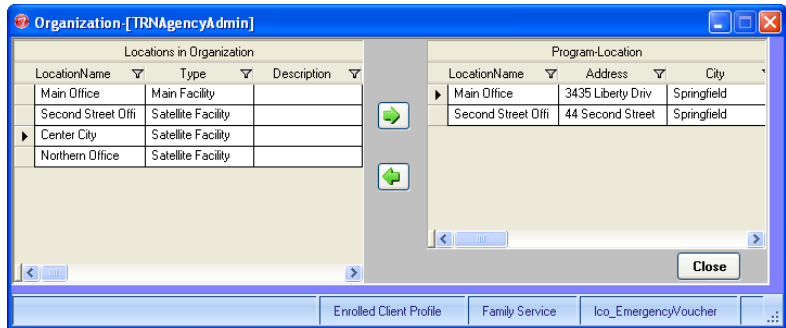 Organization-[TRNAgencyAdmin]
Locations in Organization
LocationName Type Description
Main Office Main Facility
Second Street Offi Satellite Facility
Center City Satellite Facility
Northern Office Satellite Facility
Program-Location
LocationName Address City
Main Office 3435 Liberty Driv Springfield
Second Street Offi 44 Second Street Springfield
Close
Enrolled Client Profile Family Service Ico_EmergencyVoucher